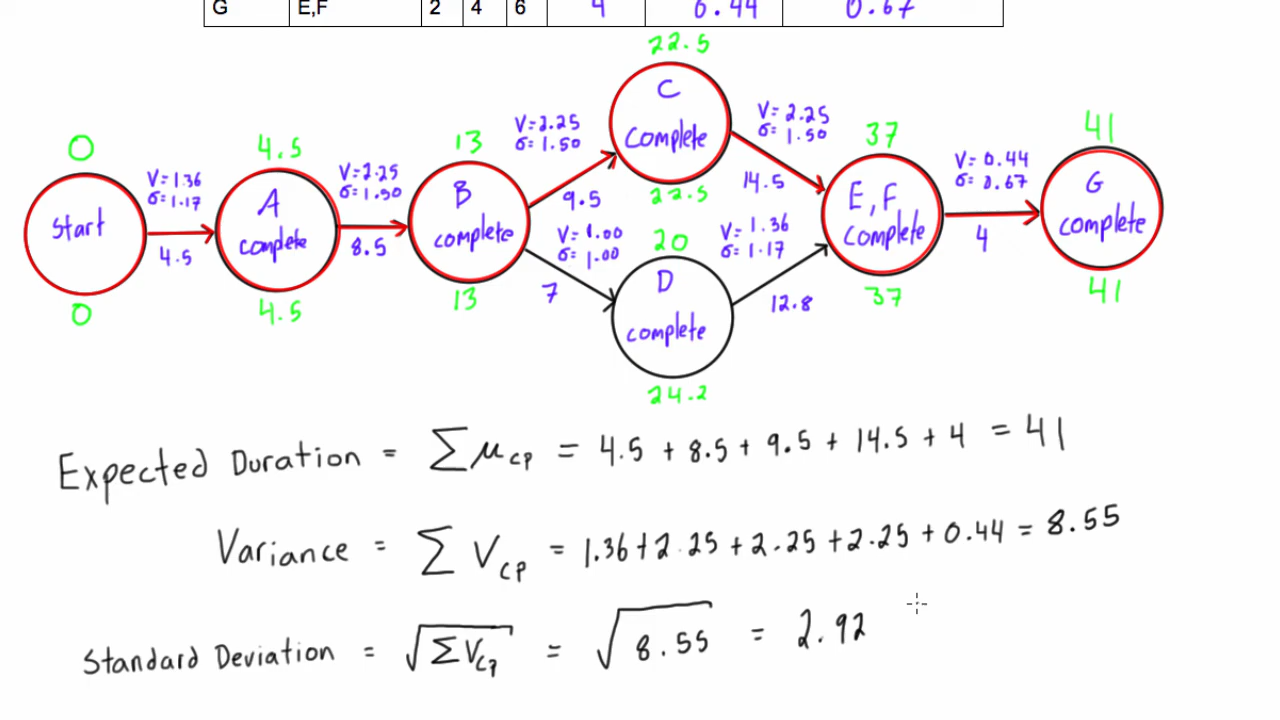 G E,F 2 4 6 4 0.44 0.67
22.5
C
complete
V=2.25
σ=1.50
V=2.25
σ=1.50
0
4.5
13
37
41
V=1.36
σ=1.17
V=2.25
σ=1.50
V=0.44
σ=0.67
Start
A
complete
B
complete
E,F
complete
G
complete
4.5
8.5
9.5
22.5
14.5
4
V=1.00
σ=1.00
20
V=1.36
σ=1.17
7
D
complete
12.8
0
4.5
13
37
41
24.2
Expected Duration = ∑μcp = 4.5 + 8.5 + 9.5 + 14.5 + 4 = 41
Variance = ∑ Vcp = 1.36+2.25+2.25+2.25+0.44 = 8.55
Standard Deviation = √∑Vcp = √8.55 = 2.92